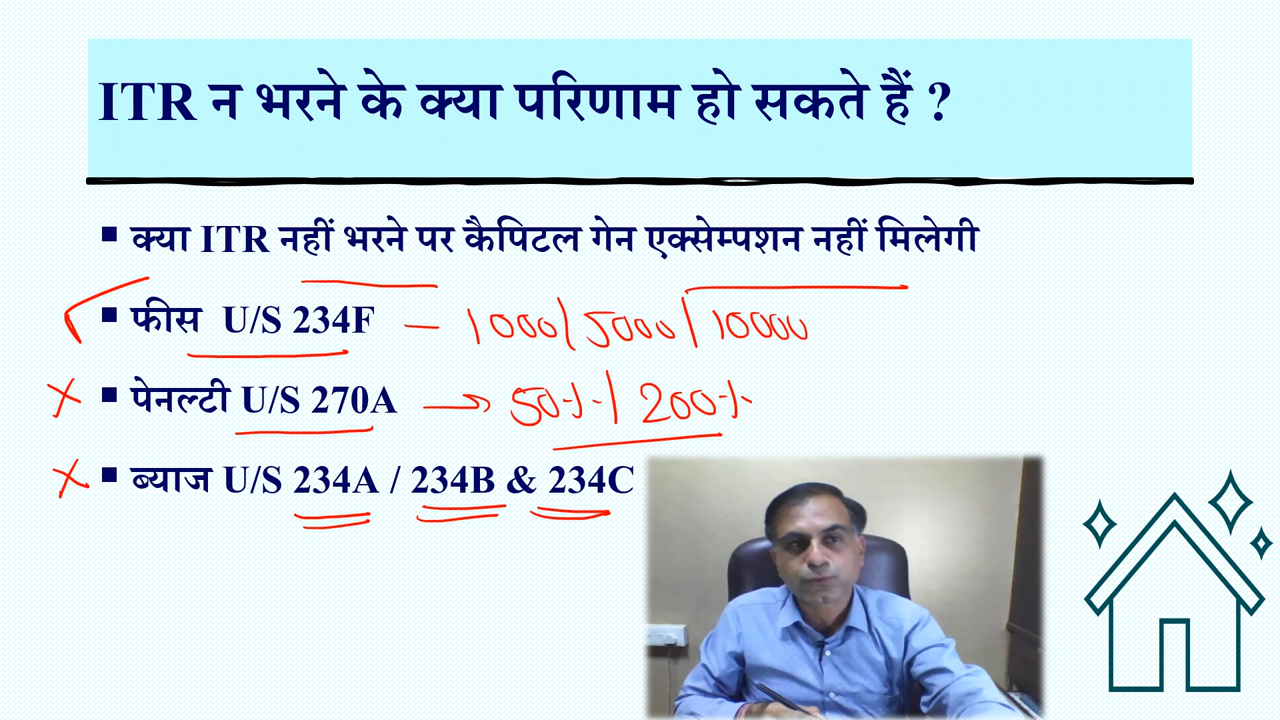 ITR न भरने के क्या परिणाम हो सकते हैं ?
▪ क्या ITR नहीं भरने पर कैपिटल गेन एक्सेम्पशन नहीं मिलेगी
▪ फीस U/S 234F – 1000/5000/10000
▪ पेनल्टी U/S 270A → 50%/200%
▪ ब्याज U/S 234A / 234B & 234C